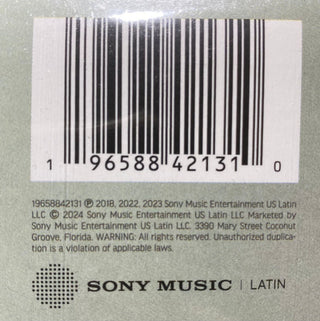 1 96588 42131 0
19658842131 Ⓟ 2018, 2022, 2023 Sony Music Entertainment US Latin
LLC © 2024 Sony Music Entertainment US Latin LLC Marketed by
Sony Music Entertainment US Latin LLC. 3390 Mary Street Coconut
Groove, Florida. WARNING: All rights reserved. Unauthorized duplica-
tion is a violation of applicable laws.
SONY MUSIC | LATIN